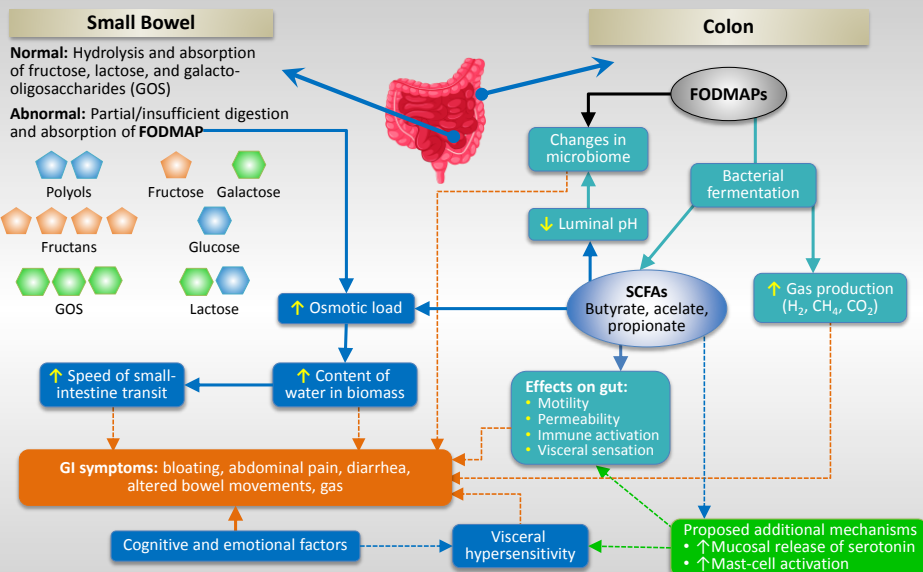 Small Bowel
Normal: Hydrolysis and absorption
of fructose, lactose, and galacto-
oligosaccharides (GOS)
Abnormal: Partial/insufficient digestion
and absorption of FODMAP
Polyols
Fructose
Galactose
Fructans
Glucose
GOS
Lactose
Colon
FODMAPs
Changes in
microbiome
Bacterial
fermentation
↓ Luminal pH
SCFAs
Butyrate, acelate,
propionate
↑ Gas production
(H₂, CH₄, CO₂)
↑ Osmotic load
↑ Speed of small-
intestine transit
↑ Content of
water in biomass
Effects on gut:
• Motility
• Permeability
• Immune activation
• Visceral sensation
GI symptoms: bloating, abdominal pain, diarrhea,
altered bowel movements, gas
Cognitive and emotional factors
Visceral
hypersensitivity
Proposed additional mechanisms
• ↑Mucosal release of serotonin
• ↑Mast-cell activation